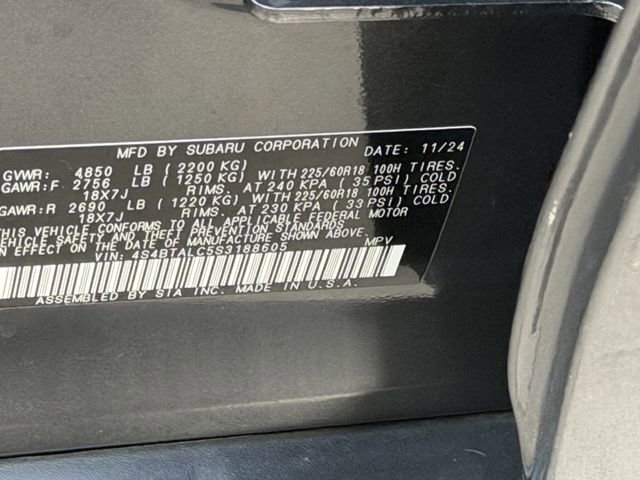 MFD BY SUBARU CORPORATION DATE: 11/24
GVWR: 4850 LB (2200 KG)
GAWR:F 2756 LB (1250 KG) WITH 225/60R18 100H TIRES.
18X7J RIMS. AT 240 KPA (35 PSI) COLD
GAWR:R 2690 LB (1220 KG) WITH 225/60R18 100H TIRES.
18X7J RIMS. AT 230 KPA (33 PSI) COLD
THIS VEHICLE CONFORMS TO ALL APPLICABLE FEDERAL MOTOR
VEHICLE SAFETY AND THEFT PREVENTION STANDARDS
IN EFFECT ON THE DATE OF MANUFACTURE SHOWN ABOVE.
VIN: 4S4BTALC5S3188605 MPV
ASSEMBLED BY SIA INC. MADE IN U.S.A.